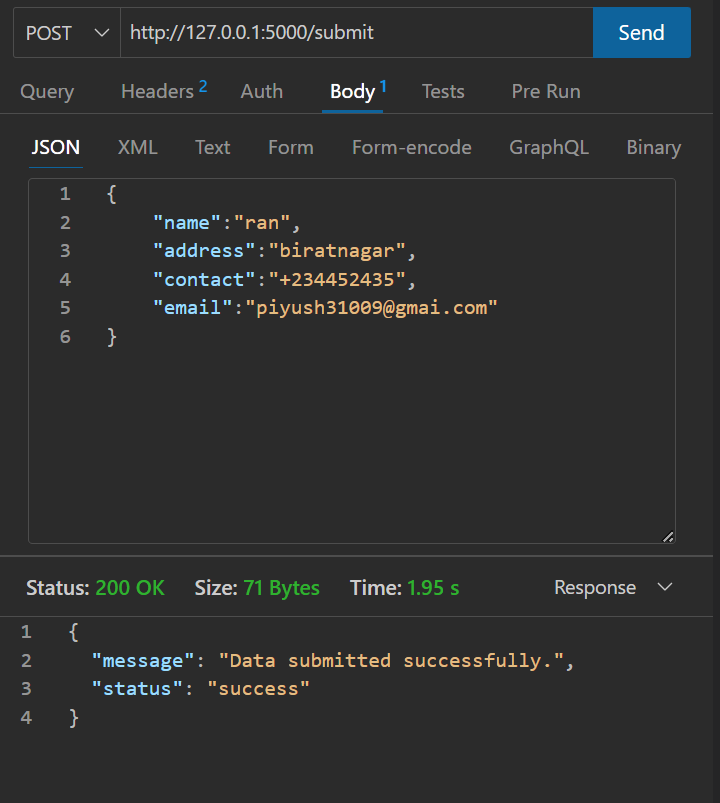 POST http://127.0.0.1:5000/submit Send
Query Headers 2 Auth Body 1 Tests Pre Run
JSON XML Text Form Form-encode GraphQL Binary
1 {
2 "name":"ran",
3 "address":"biratnagar",
4 "contact":"+234452435",
5 "email":"piyush31009@gmai.com"
6 }
Status: 200 OK Size: 71 Bytes Time: 1.95 s Response
1 {
2 "message": "Data submitted successfully.",
3 "status": "success"
4 }